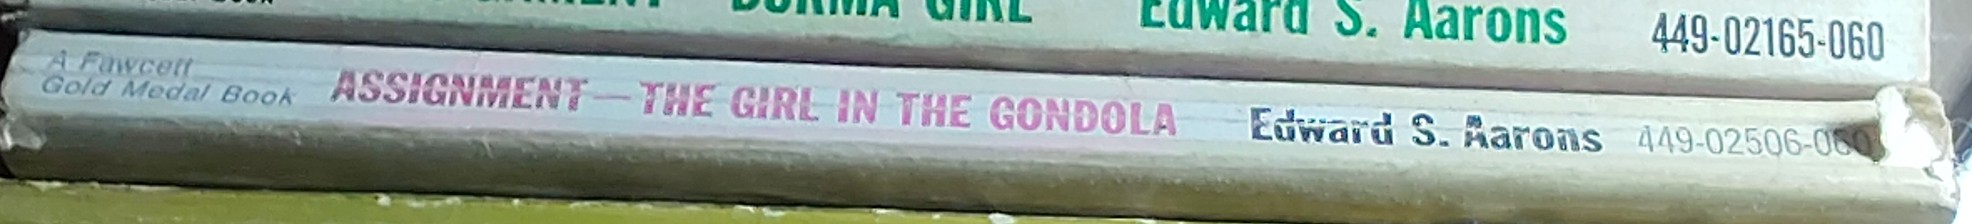 GIRL Edward S. Aarons 449-02165-060
A Fawcett
Gold Medal Book ASSIGNMENT—THE GIRL IN THE GONDOLA Edward S. Aarons 449-02506-060